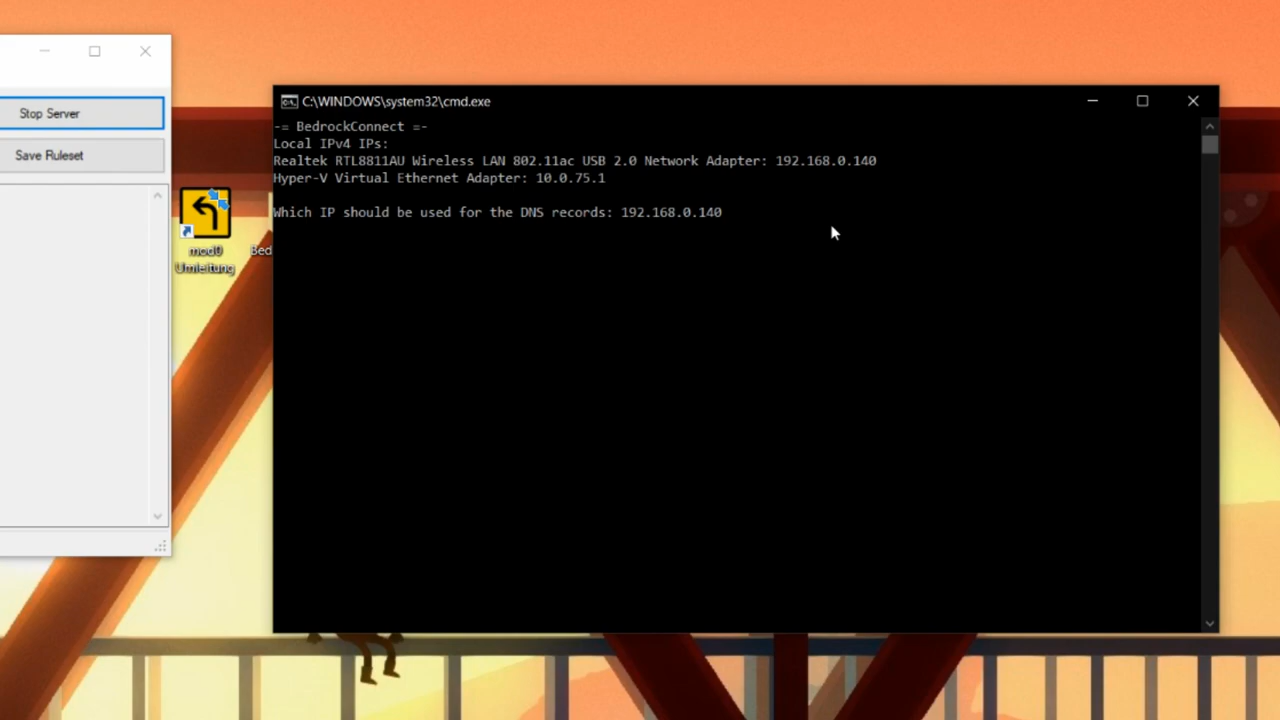 Stop Server
Save Ruleset
mod0
Umleitung
Bed
C:\WINDOWS\system32\cmd.exe
-= BedrockConnect =-
Local IPv4 IPs:
Realtek RTL8811AU Wireless LAN 802.11ac USB 2.0 Network Adapter: 192.168.0.140
Hyper-V Virtual Ethernet Adapter: 10.0.75.1
Which IP should be used for the DNS records: 192.168.0.140